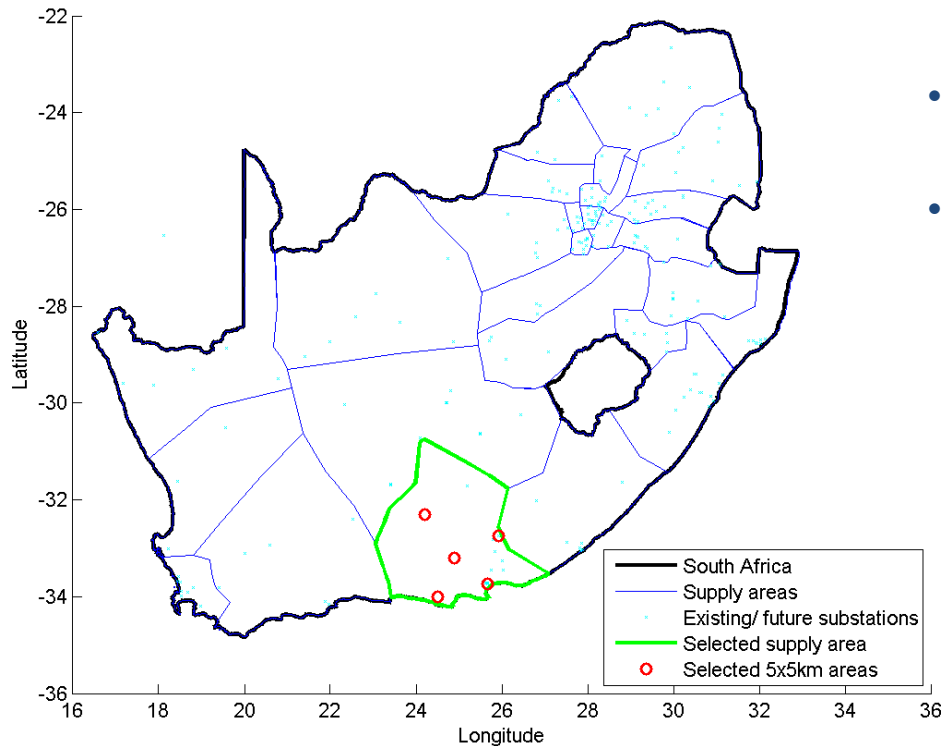 -22
-24
-26
-28
-30
-32
-34
-36
Latitude
16 18 20 22 24 26 28 30 32 34 36
Longitude
South Africa
Supply areas
Existing/ future substations
Selected supply area
Selected 5x5km areas